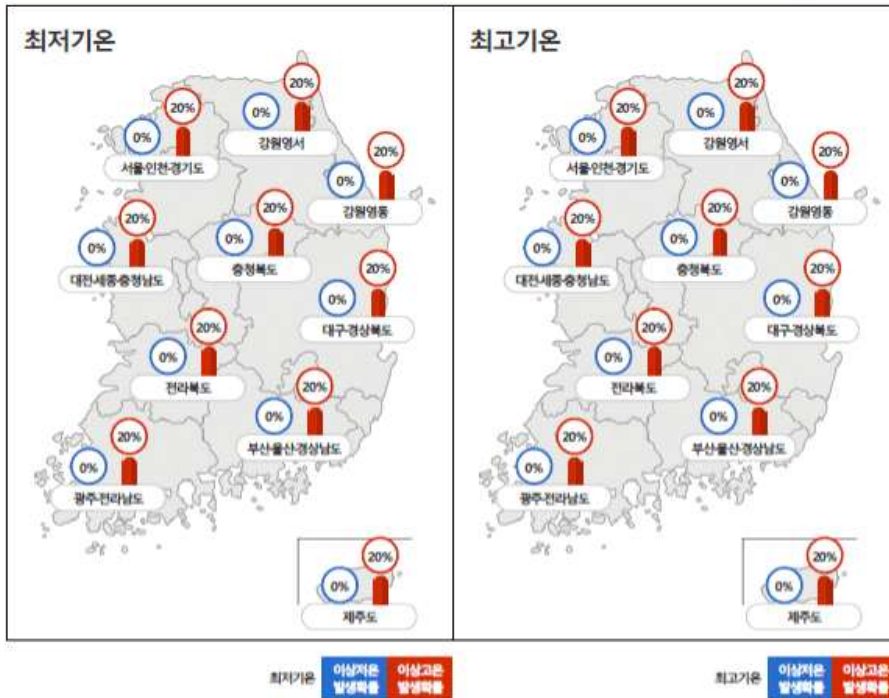 최저기온
20%
0%
강원영서
20%
0%
서울·인천·경기도
20%
0%
강원영동
20%
0%
대전·세종·충청남도
20%
0%
충청북도
20%
0%
대구·경상북도
20%
0%
전라북도
20%
0%
부산·울산·경상남도
20%
0%
광주·전라남도
20%
0%
제주도
최저기온
이상저온
발생확률
이상고온
발생확률
최고기온
20%
0%
강원영서
20%
0%
서울·인천·경기도
20%
0%
강원영동
20%
0%
대전·세종·충청남도
20%
0%
충청북도
20%
0%
대구·경상북도
20%
0%
전라북도
20%
0%
부산·울산·경상남도
20%
0%
광주·전라남도
20%
0%
제주도
최고기온
이상저온
발생확률
이상고온
발생확률